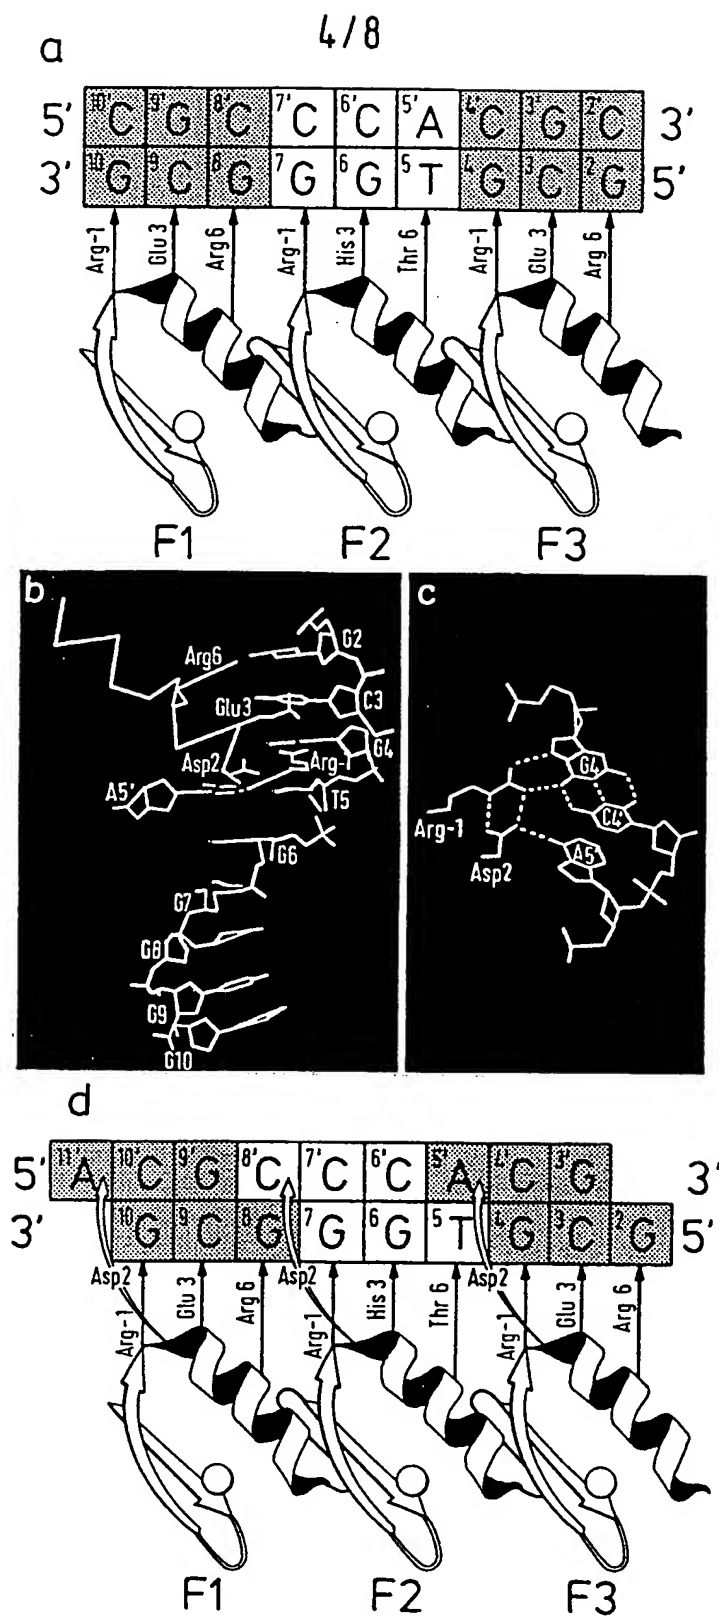 4/8
a
5' 10'C 9'G 8'C 7'C 6'C 5'A 4'C 3'G 2'C 3'
3' 10G 9C 8G 7G 6G 5T 4G 3C 2G 5'
Arg-1 Glu 3 Arg 6 Arg-1 His 3 Thr 6 Arg-1 Glu 3 Arg 6
F1 F2 F3
b
G2
Arg6
Glu3 C3
G4
Asp2 Arg-1
A5' T5
G6
G7
G8
G9
G10
c
G4
C4'
Arg-1
A5'
Asp2
d
5' 11'A 10'C 9'G 8'C 7'C 6'C 5'A 4'C 3'G 3'
3' 10G 9C 8G 7G 6G 5T 4G 3C 2G 5'
Asp2 Asp2 Asp2
Arg-1 Glu 3 Arg 6 Arg-1 His 3 Thr 6 Arg-1 Glu 3 Arg 6
F1 F2 F3